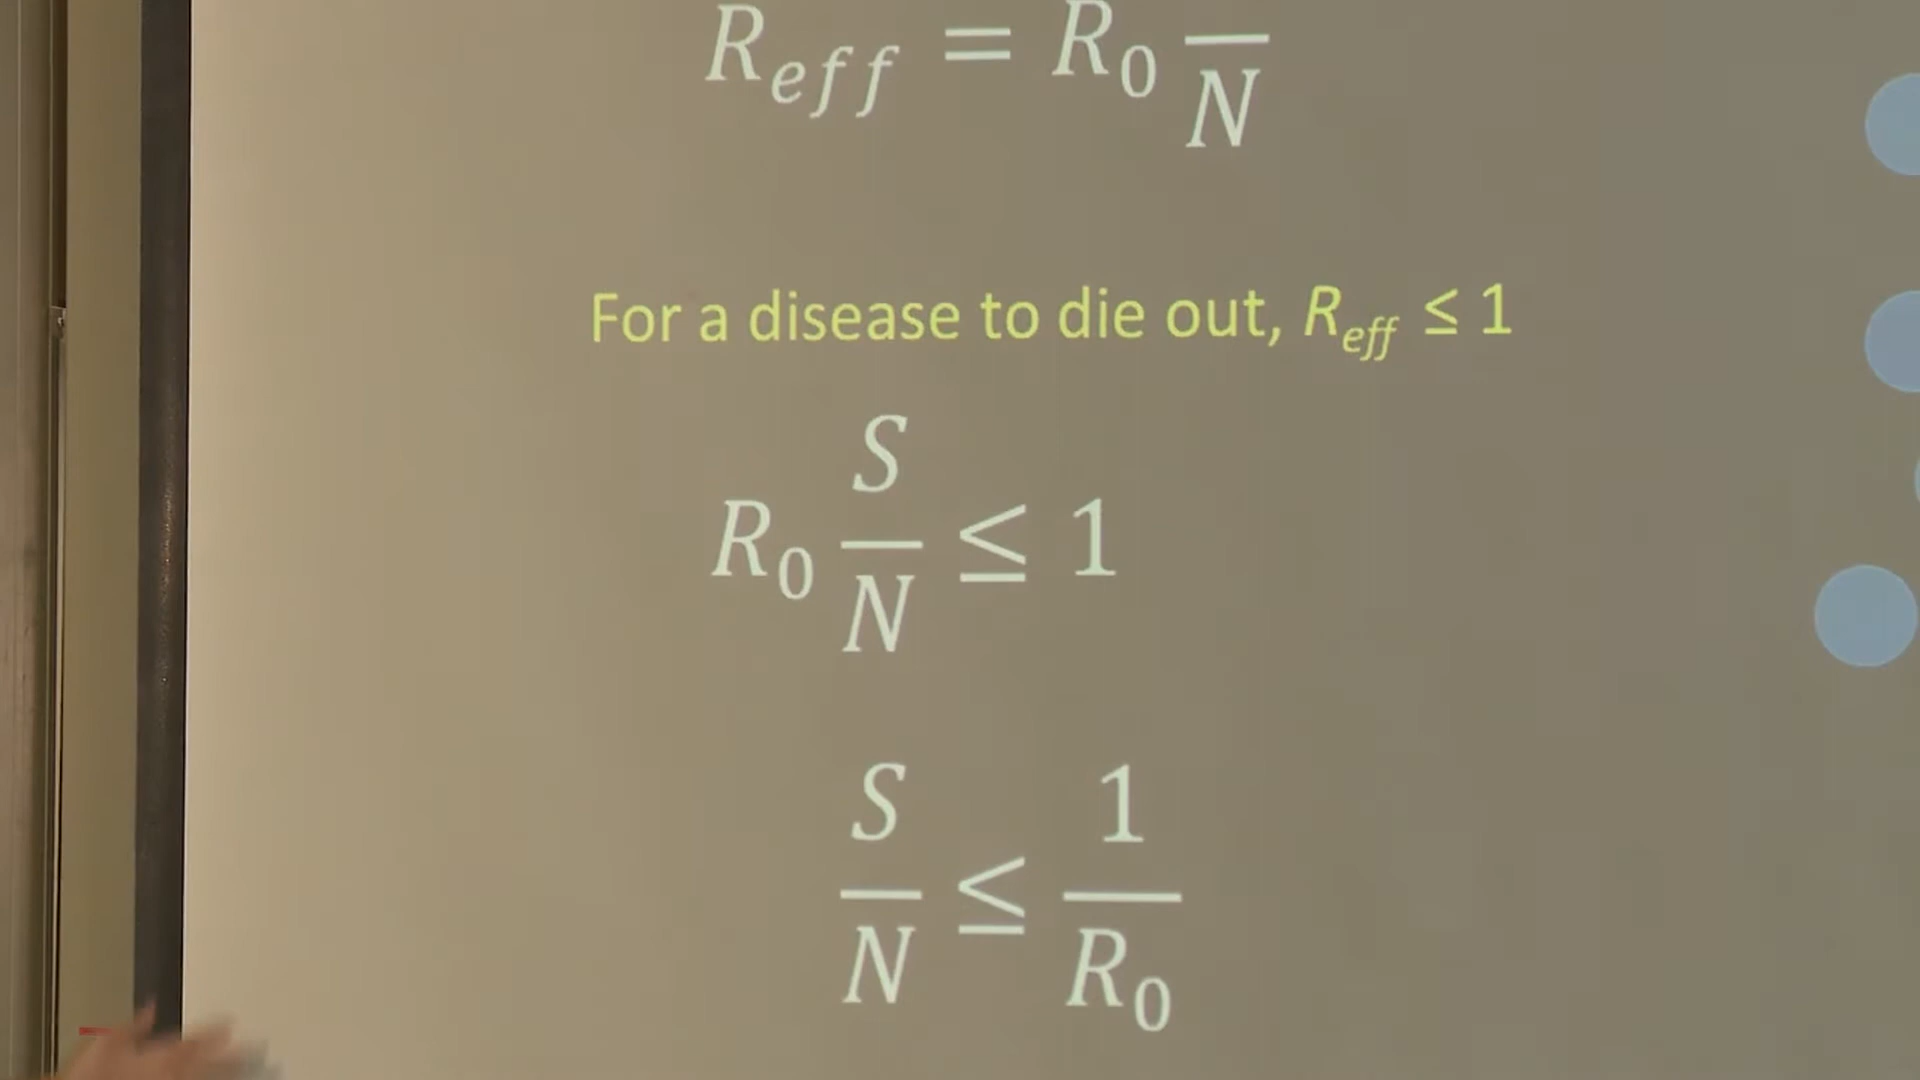 R_eff = R_0 —/N
For a disease to die out, R_eff ≤ 1
R_0 S/N ≤ 1
S/N ≤ 1/R_0